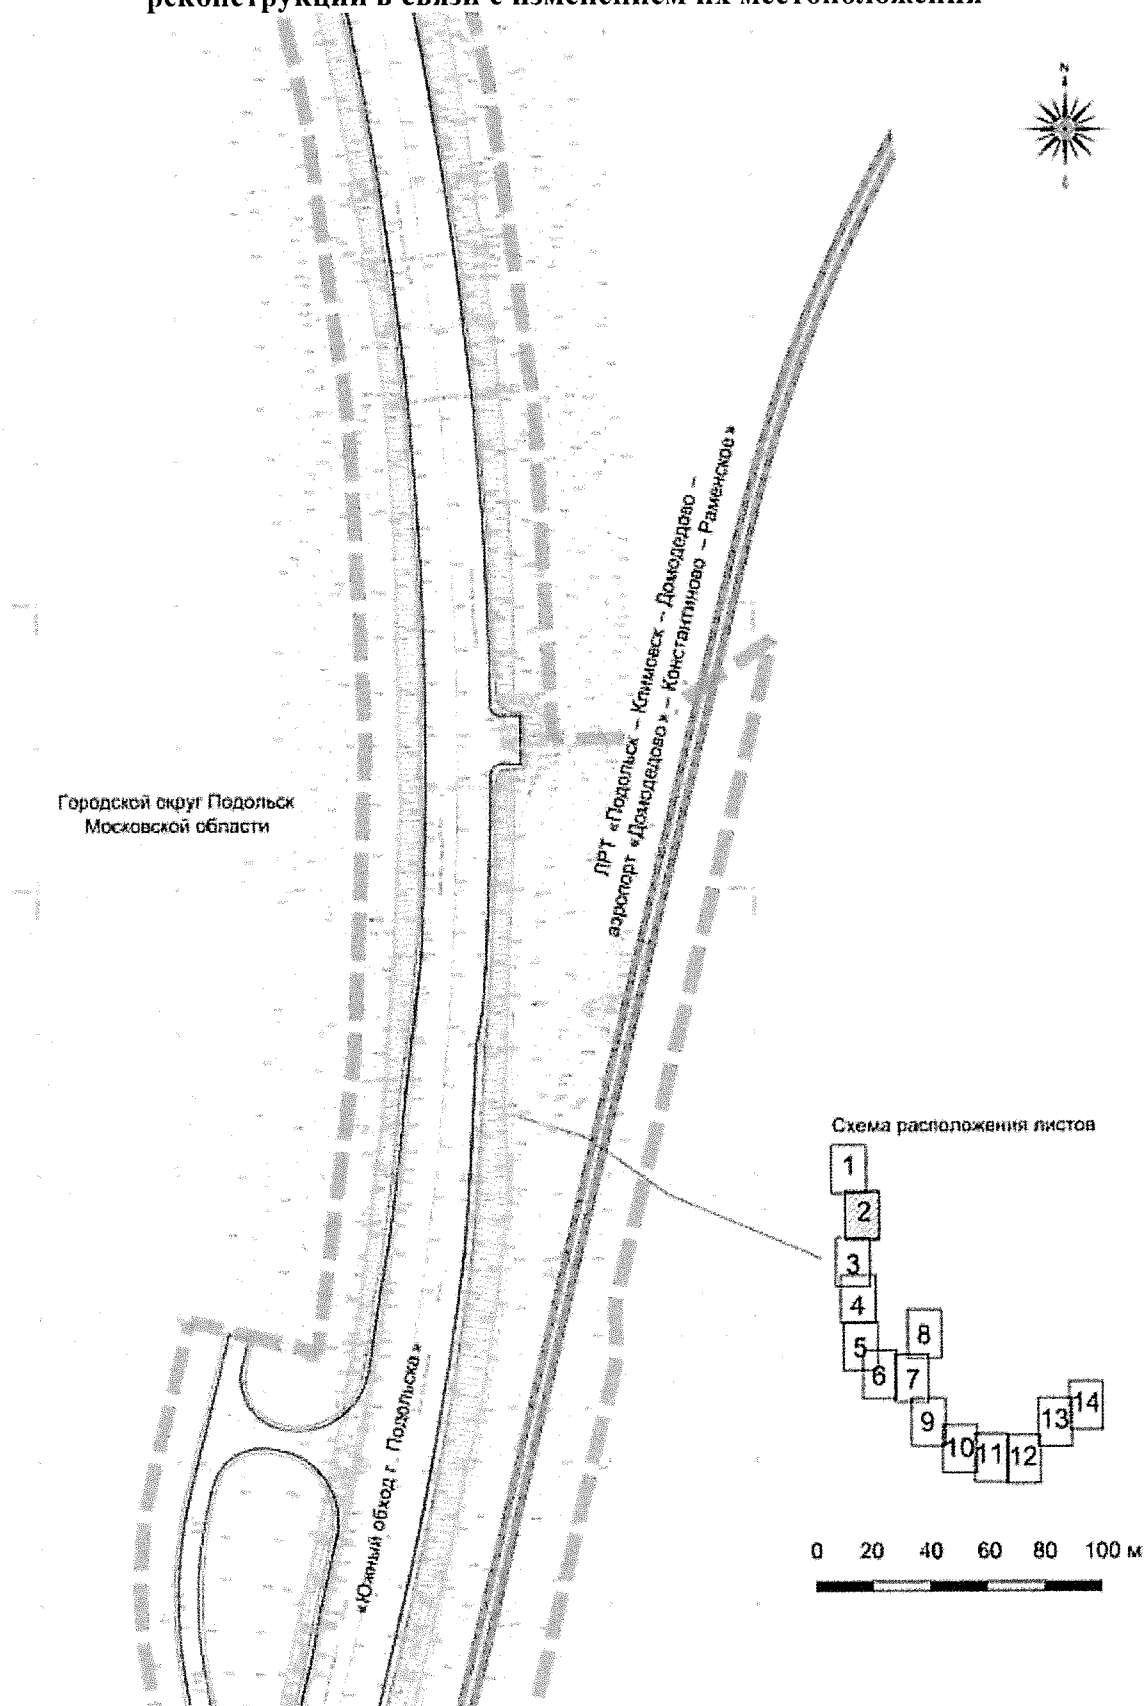 реконструкции в связи с изменением их местоположения
N
ЛРТ «Подольск – Климовск – Домодедово –
аэропорт «Домодедово» – Константиново – Раменское»
Городской округ Подольск
Московской области
«Южный обход г. Подольска»
Схема расположения листов
1
2
3
4
5
6
7
8
9
10
11
12
13
14
0 20 40 60 80 100 м